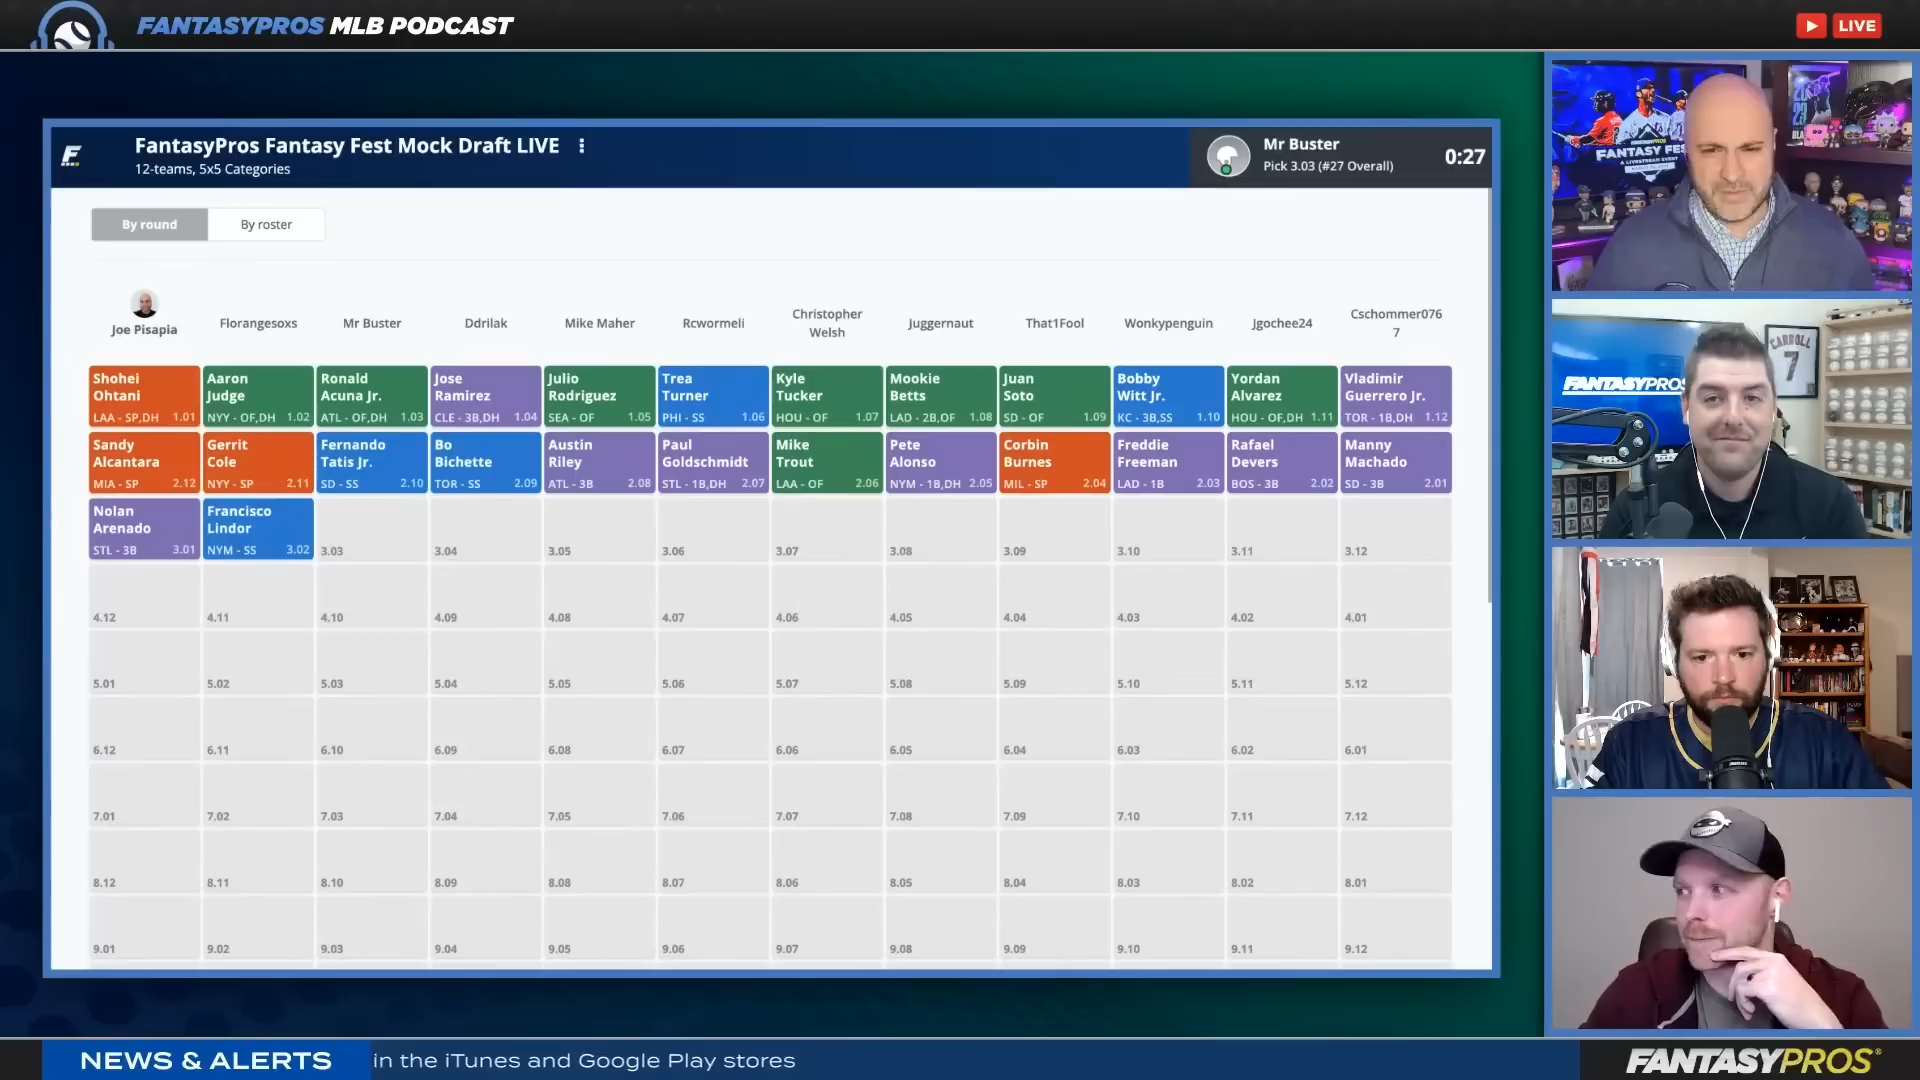 FANTASYPROS MLB PODCAST
LIVE
FantasyPros Fantasy Fest Mock Draft LIVE
12-teams, 5x5 Categories
Mr Buster
Pick 3.03 (#27 Overall)
0:27
By round
By roster
Joe Pisapia
Florangesoxs
Mr Buster
Ddrilak
Mike Maher
Rcwormeli
Christopher
Welsh
Juggernaut
That1Fool
Wonkypenguin
Jgochee24
Cschommer076
7
Shohei
Ohtani
LAA - SP,DH 1.01
Aaron
Judge
NYY - OF,DH 1.02
Ronald
Acuna Jr.
ATL - OF,DH 1.03
Jose
Ramirez
CLE - 3B,DH 1.04
Julio
Rodriguez
SEA - OF 1.05
Trea
Turner
PHI - SS 1.06
Kyle
Tucker
HOU - OF 1.07
Mookie
Betts
LAD - 2B,OF 1.08
Juan
Soto
SD - OF 1.09
Bobby
Witt Jr.
KC - 3B,SS 1.10
Yordan
Alvarez
HOU - OF,DH 1.11
Vladimir
Guerrero Jr.
TOR - 1B,DH 1.12
Sandy
Alcantara
MIA - SP 2.12
Gerrit
Cole
NYY - SP 2.11
Fernando
Tatis Jr.
SD - SS 2.10
Bo
Bichette
TOR - SS 2.09
Austin
Riley
ATL - 3B 2.08
Paul
Goldschmidt
STL - 1B,DH 2.07
Mike
Trout
LAA - OF 2.06
Pete
Alonso
NYM - 1B,DH 2.05
Corbin
Burnes
MIL - SP 2.04
Freddie
Freeman
LAD - 1B 2.03
Rafael
Devers
BOS - 3B 2.02
Manny
Machado
SD - 3B 2.01
Nolan
Arenado
STL - 3B 3.01
Francisco
Lindor
NYM - SS 3.02
3.03 3.04 3.05 3.06 3.07 3.08 3.09 3.10 3.11 3.12
4.12 4.11 4.10 4.09 4.08 4.07 4.06 4.05 4.04 4.03 4.02 4.01
5.01 5.02 5.03 5.04 5.05 5.06 5.07 5.08 5.09 5.10 5.11 5.12
6.12 6.11 6.10 6.09 6.08 6.07 6.06 6.05 6.04 6.03 6.02 6.01
7.01 7.02 7.03 7.04 7.05 7.06 7.07 7.08 7.09 7.10 7.11 7.12
8.12 8.11 8.10 8.09 8.08 8.07 8.06 8.05 8.04 8.03 8.02 8.01
9.01 9.02 9.03 9.04 9.05 9.06 9.07 9.08 9.09 9.10 9.11 9.12
FANTASY FES
CARROLL
7
FANTASYPROS
NEWS & ALERTS
in the iTunes and Google Play stores
FANTASYPROS